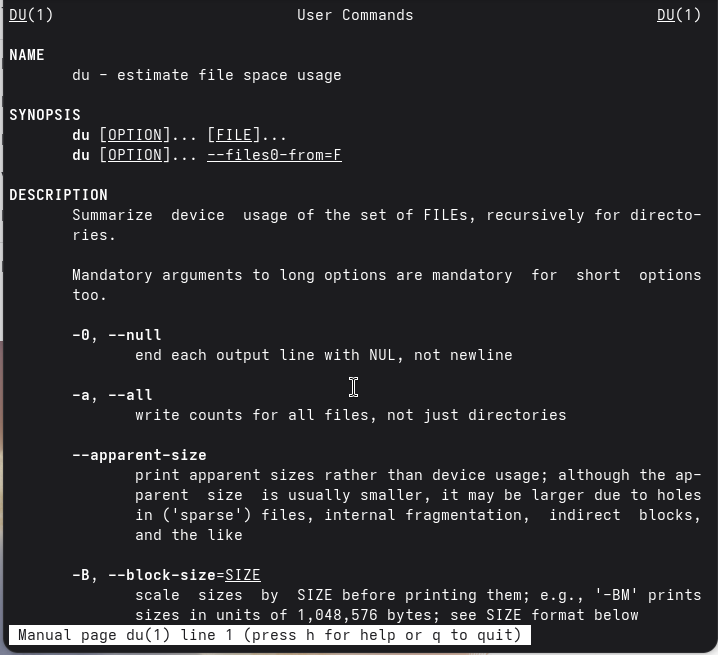 DU(1) User Commands DU(1)
NAME
du - estimate file space usage
SYNOPSIS
du [OPTION]... [FILE]...
du [OPTION]... --files0-from=F
DESCRIPTION
Summarize device usage of the set of FILEs, recursively for directo-
ries.
Mandatory arguments to long options are mandatory for short options
too.
-0, --null
end each output line with NUL, not newline
-a, --all
write counts for all files, not just directories
--apparent-size
print apparent sizes rather than device usage; although the ap-
parent size is usually smaller, it may be larger due to holes
in ('sparse') files, internal fragmentation, indirect blocks,
and the like
-B, --block-size=SIZE
scale sizes by SIZE before printing them; e.g., '-BM' prints
sizes in units of 1,048,576 bytes; see SIZE format below
Manual page du(1) line 1 (press h for help or q to quit)